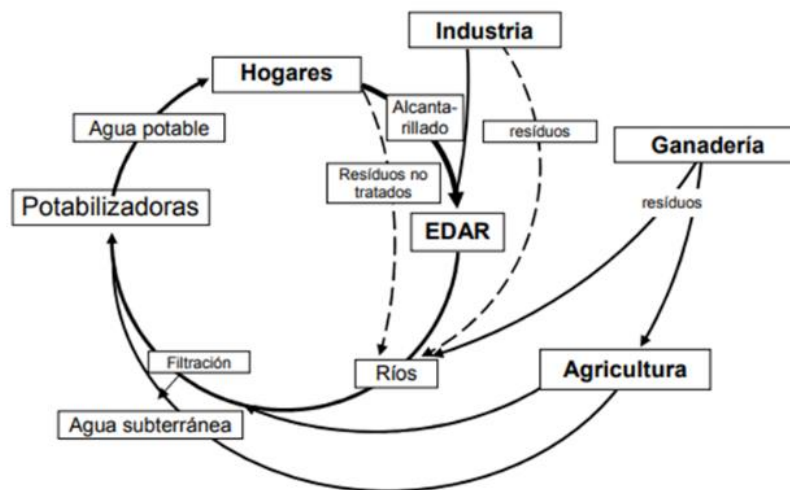 Industria
Hogares
Alcanta-
rillado
resíduos
Agua potable
Ganadería
Resíduos no
tratados
Potabilizadoras
resíduos
EDAR
Filtración
Ríos
Agricultura
Agua subterránea